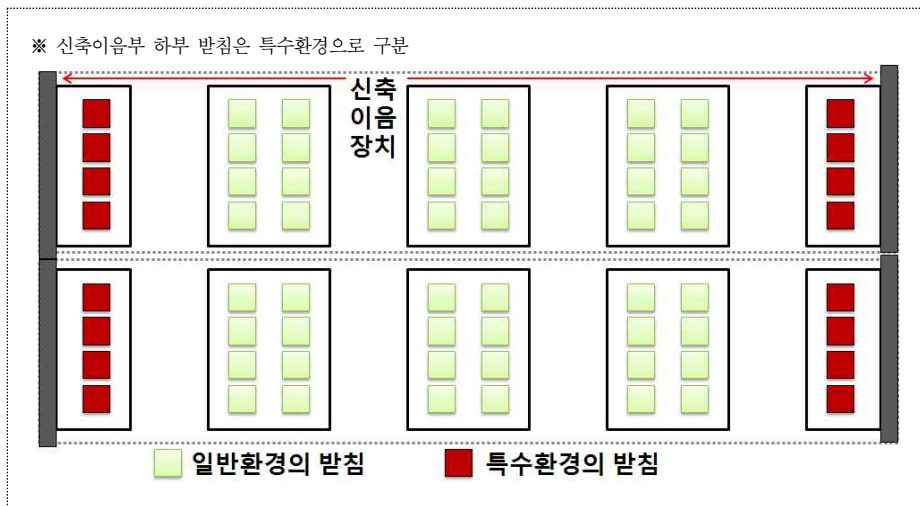 ※ 신축이음부 하부 받침은 특수환경으로 구분
신축
이음
장치
일반환경의 받침
특수환경의 받침